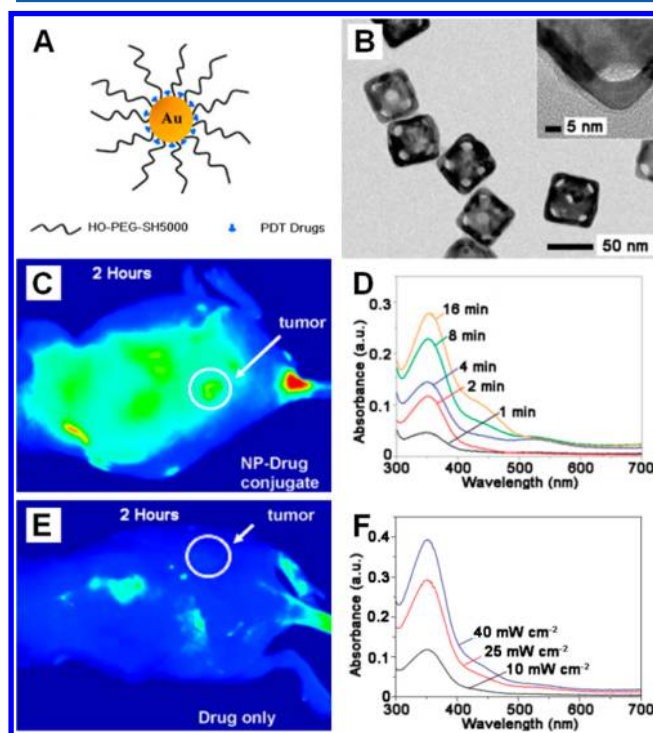 A
Au
HO-PEG-SH5000
PDT Drugs
B
5 nm
50 nm
C
2 Hours
tumor
NP-Drug
conjugate
D
0.3
0.2
0.1
0
Absorbance (a.u.)
16 min
8 min
4 min
2 min
1 min
300 400 500 600 700
Wavelength (nm)
E
2 Hours
tumor
Drug only
F
0.4
0.3
0.2
0.1
0
Absorbance (a.u.)
40 mW cm⁻²
25 mW cm⁻²
10 mW cm⁻²
300 400 500 600 700
Wavelength (nm)